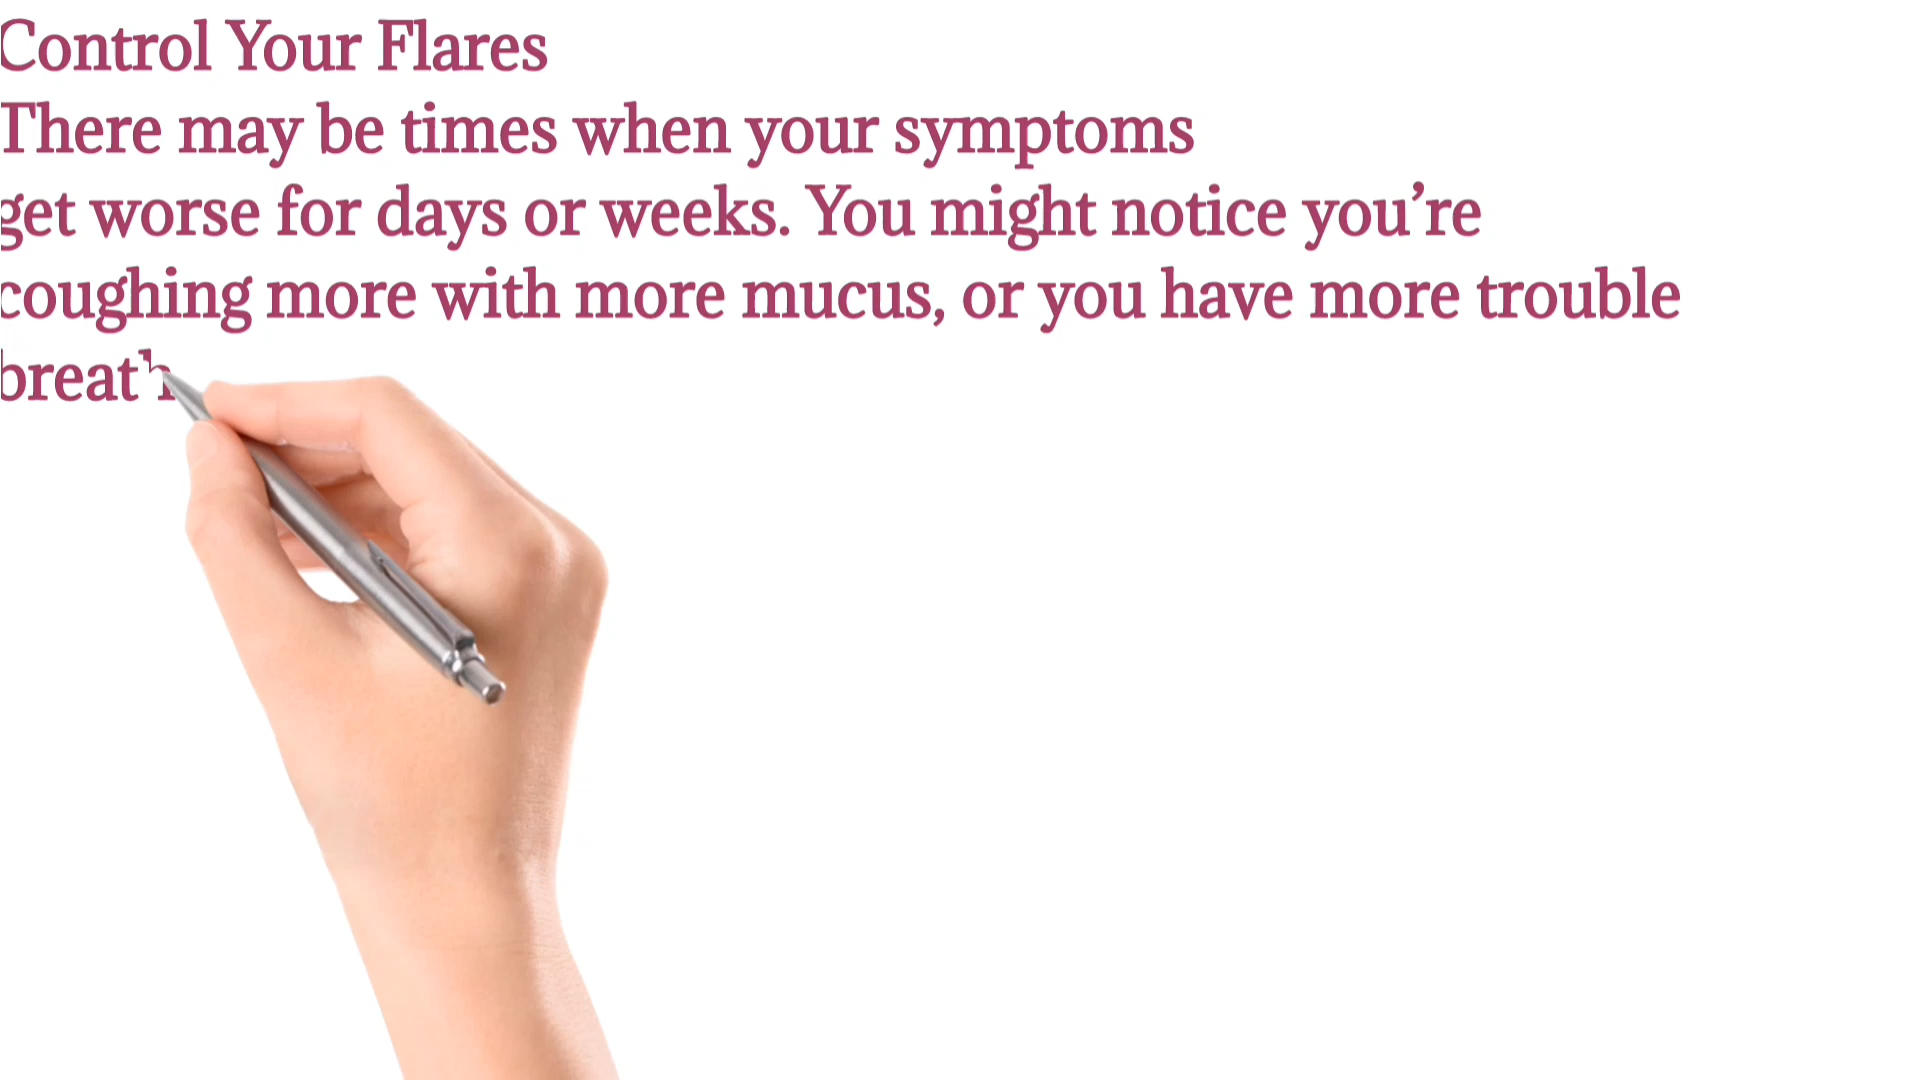 Control Your Flares
There may be times when your symptoms
get worse for days or weeks. You might notice you’re
coughing more with more mucus, or you have more trouble
breath